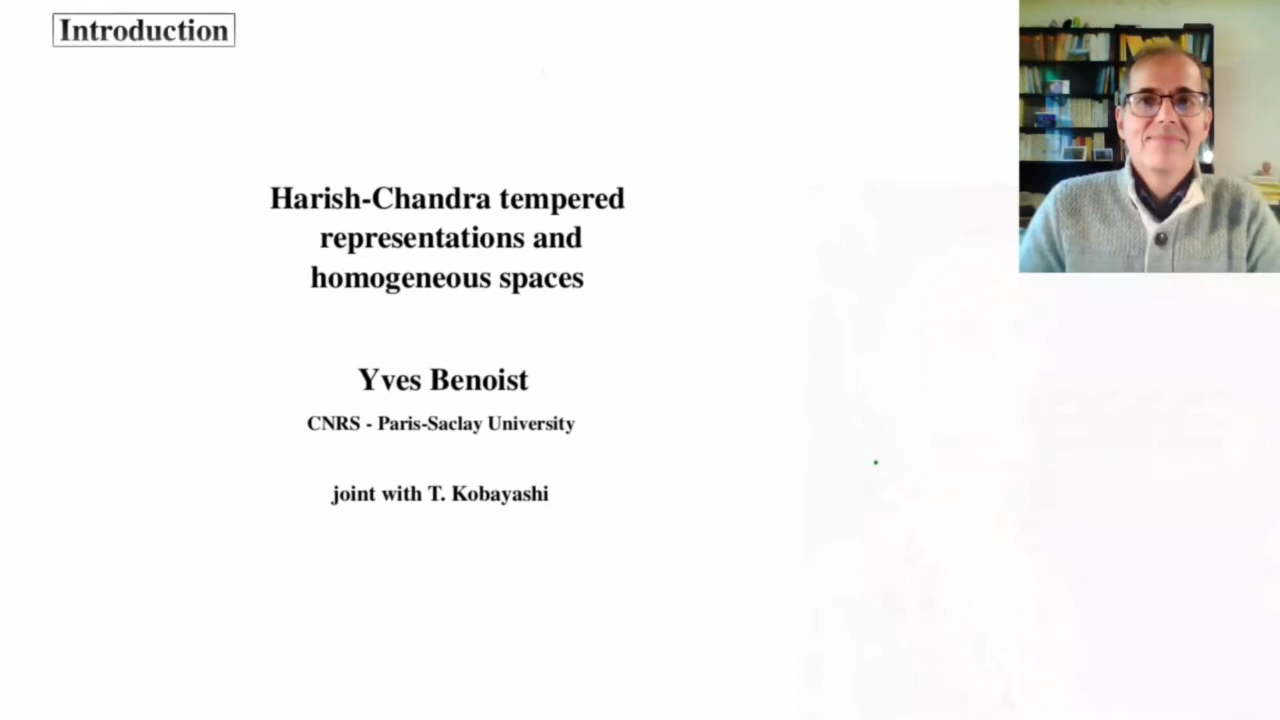 Introduction
Harish-Chandra tempered
representations and
homogeneous spaces
Yves Benoist
CNRS - Paris-Saclay University
joint with T. Kobayashi